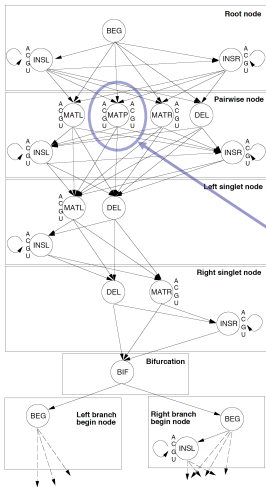 Root node
BEG
A
C
G
U
INSL
INSR
A
C
G
U
Pairwise node
A
C
G
U
MATL
A
C
G
U
MATP
A
C
G
U
MATR
A
C
G
U
DEL
A
C
G
U
INSL
INSR
A
C
G
U
Left singlet node
A
C
G
U
MATL
DEL
A
C
G
U
INSL
Right singlet node
DEL
MATR
A
C
G
U
INSR
A
C
G
U
Bifurcation
BIF
BEG
Left branch
begin node
Right branch
begin node
BEG
A
C
G
U
INSL